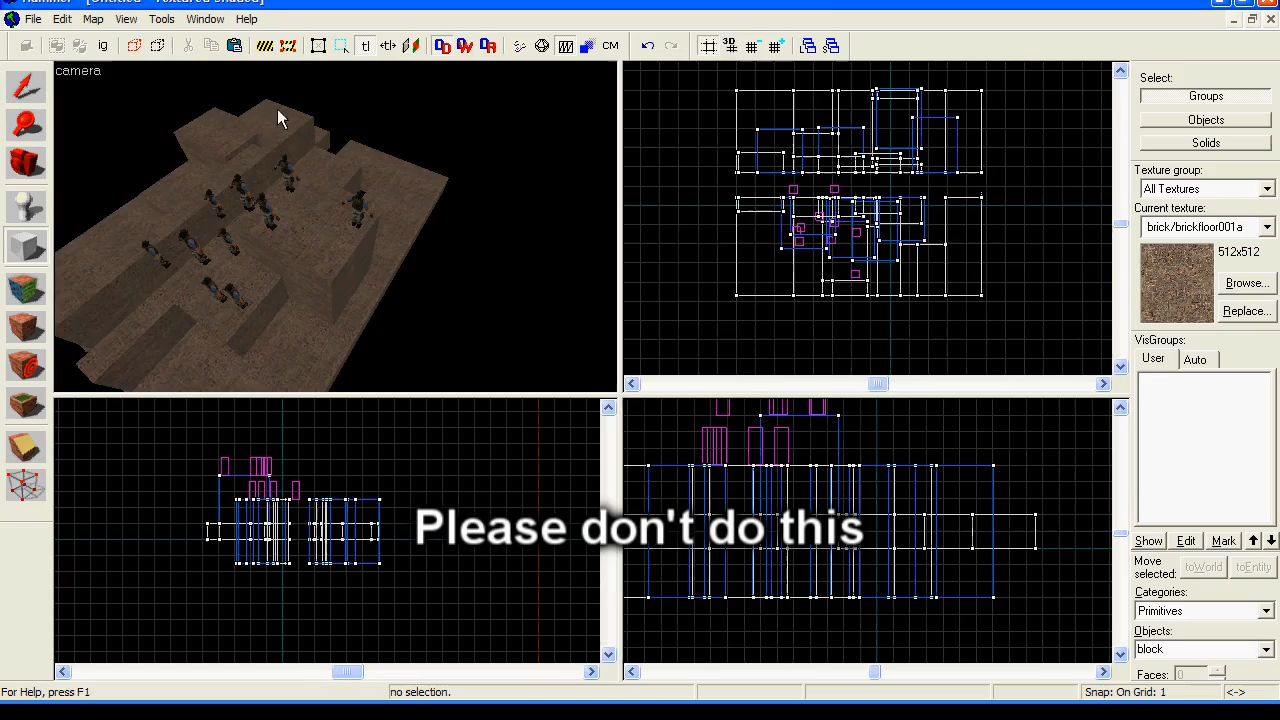 Hammer - [Untitled - Textured Shaded]
File Edit Map View Tools Window Help
camera
Select:
Groups
Objects
Solids
Texture group:
All Textures
Current texture:
brick/brickfloor001a
512x512
Browse...
Replace...
VisGroups:
User Auto
Show Edit Mark
Move selected:
toWorld toEntity
Categories:
Primitives
Objects:
block
Faces: 0
Please don't do this
For Help, press F1
no selection.
Snap: On Grid: 1
<->